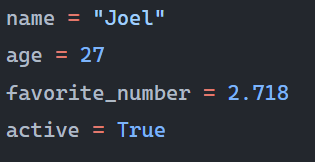 name = "Joel"
age = 27
favorite_number = 2.718
active = True